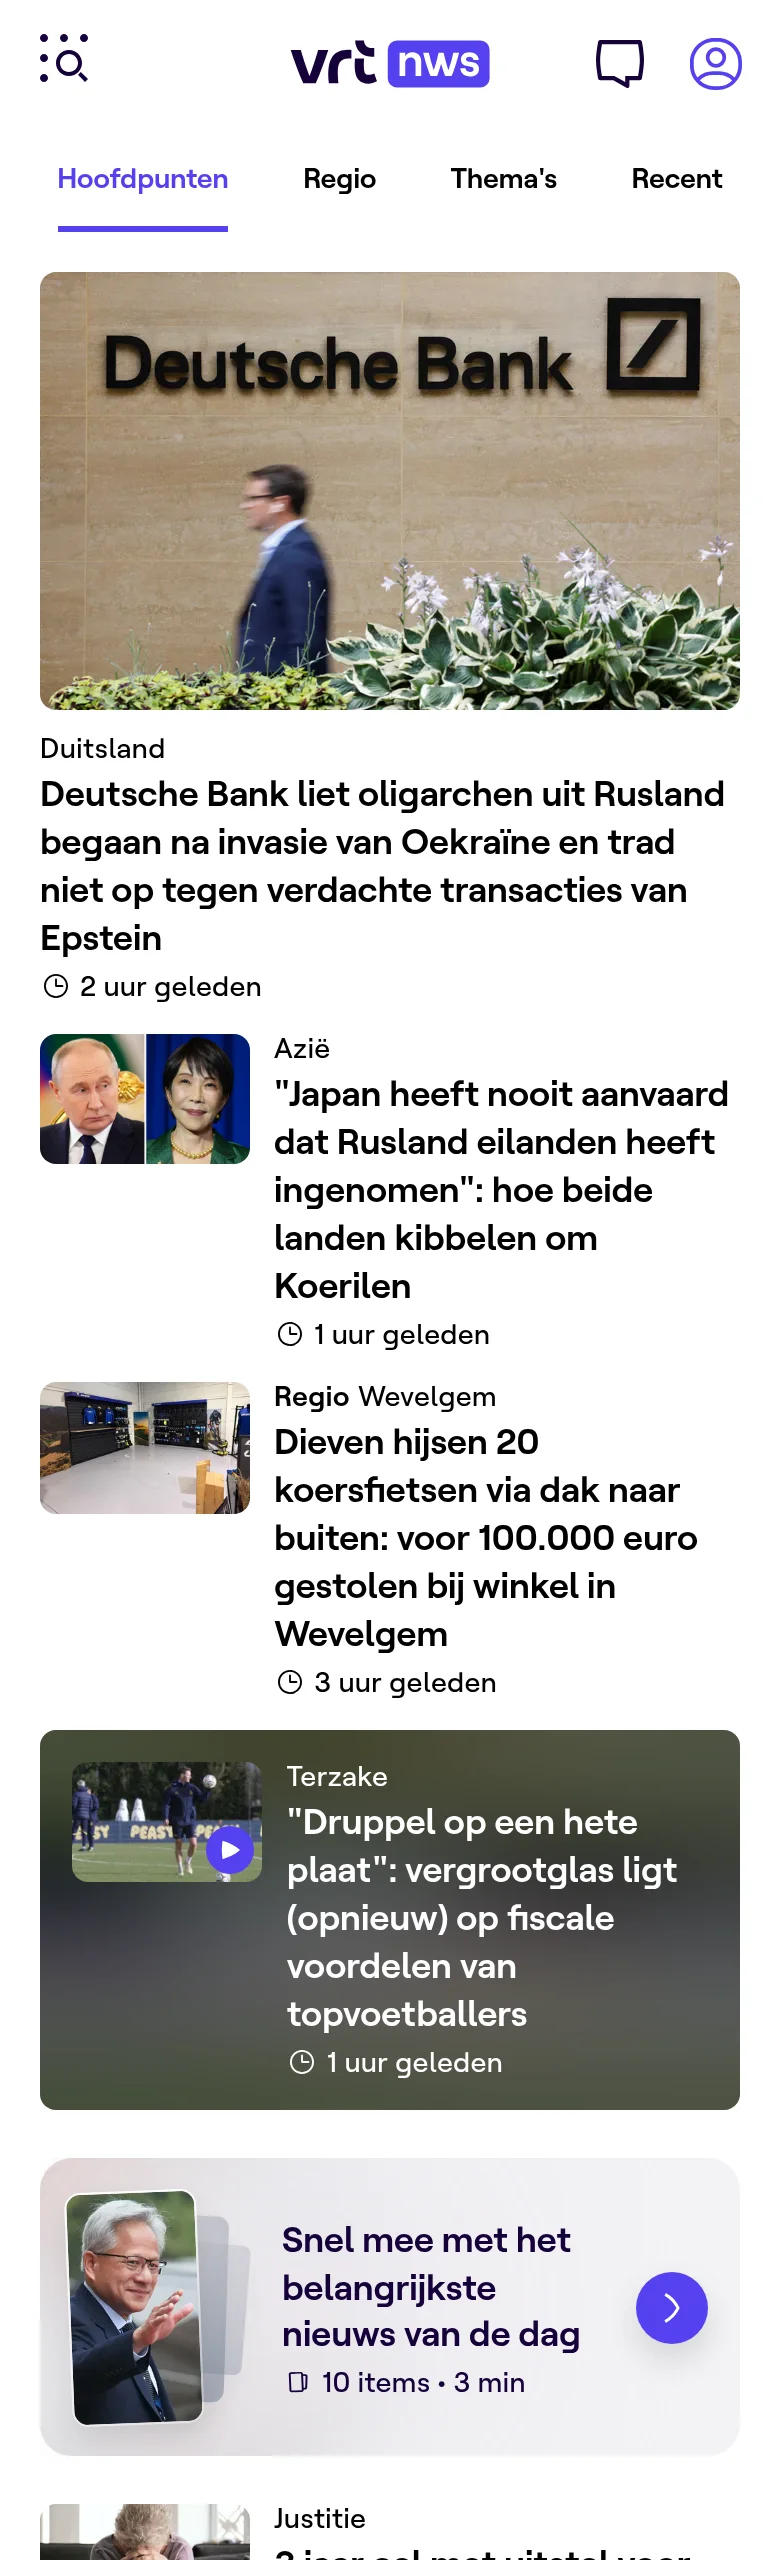 vrt nws
Hoofdpunten Regio Thema's Recent
Deutsche Bank
Duitsland
Deutsche Bank liet oligarchen uit Rusland
begaan na invasie van Oekraïne en trad
niet op tegen verdachte transacties van
Epstein
2 uur geleden
Azië
"Japan heeft nooit aanvaard
dat Rusland eilanden heeft
ingenomen": hoe beide
landen kibbelen om
Koerilen
1 uur geleden
Regio Wevelgem
Dieven hijsen 20
koersfietsen via dak naar
buiten: voor 100.000 euro
gestolen bij winkel in
Wevelgem
3 uur geleden
PEASY
Terzake
"Druppel op een hete
plaat": vergrootglas ligt
(opnieuw) op fiscale
voordelen van
topvoetballers
1 uur geleden
Snel mee met het
belangrijkste
nieuws van de dag
10 items • 3 min
Justitie